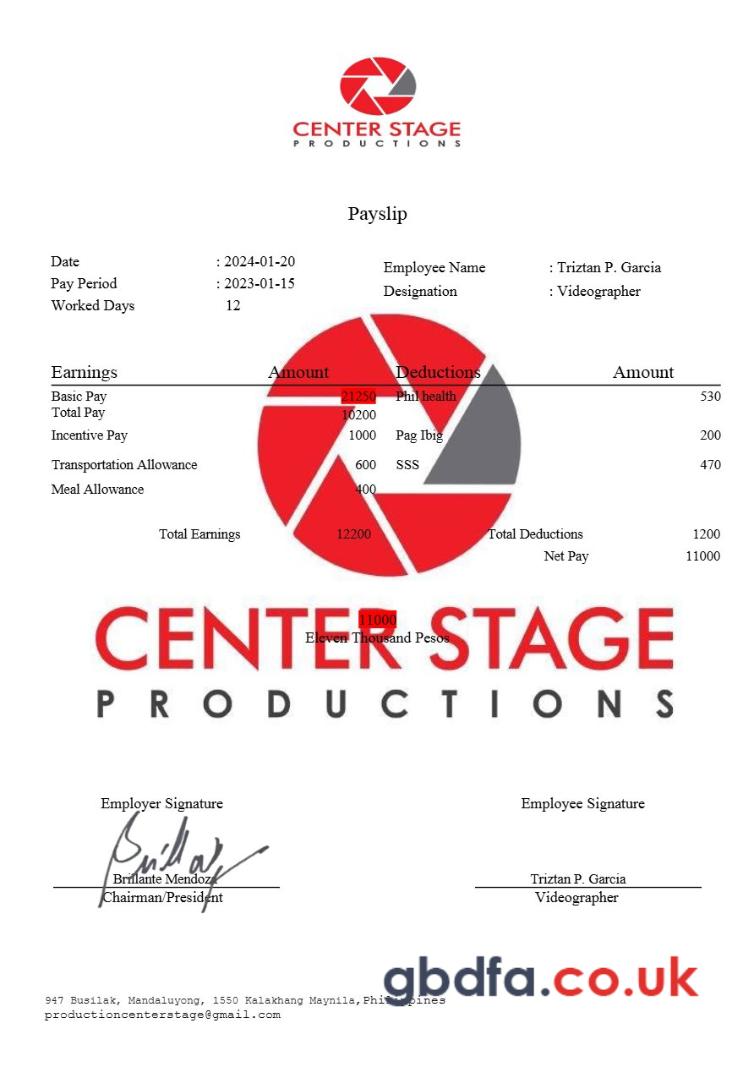 CENTER STAGE
PRODUCTIONS
Payslip
Date : 2024-01-20
Pay Period : 2023-01-15
Worked Days 12
Employee Name : Triztan P. Garcia
Designation : Videographer
Earnings Amount Deductions Amount
Basic Pay 21250 Phil health 530
Total Pay 10200
Incentive Pay 1000 Pag Ibig 200
Transportation Allowance 600 SSS 470
Meal Allowance 400
Total Earnings 12200 Total Deductions 1200
Net Pay 11000
11000
Eleven Thousand Pesos
CENTER STAGE
PRODUCTIONS
Employer Signature Employee Signature
Brillante Mendoza Triztan P. Garcia
Chairman/President Videographer
gbdfa.co.uk
947 Busilak, Mandaluyong, 1550 Kalakhang Maynila,Philippines
productioncenterstage@gmail.com